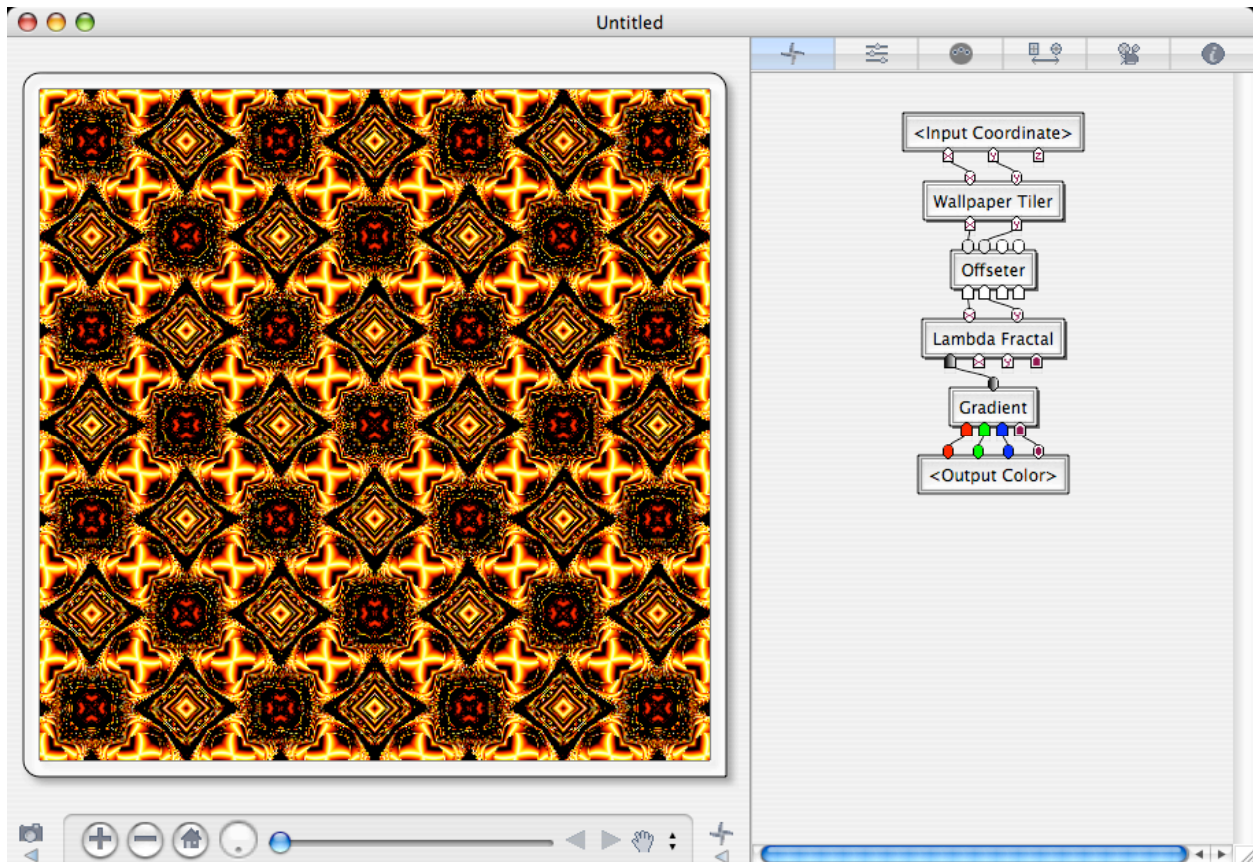 Untitled
<Input Coordinate>
x y z
x y
Wallpaper Tiler
x y
Offseter
x y
Lambda Fractal
x y
Gradient
<Output Color>